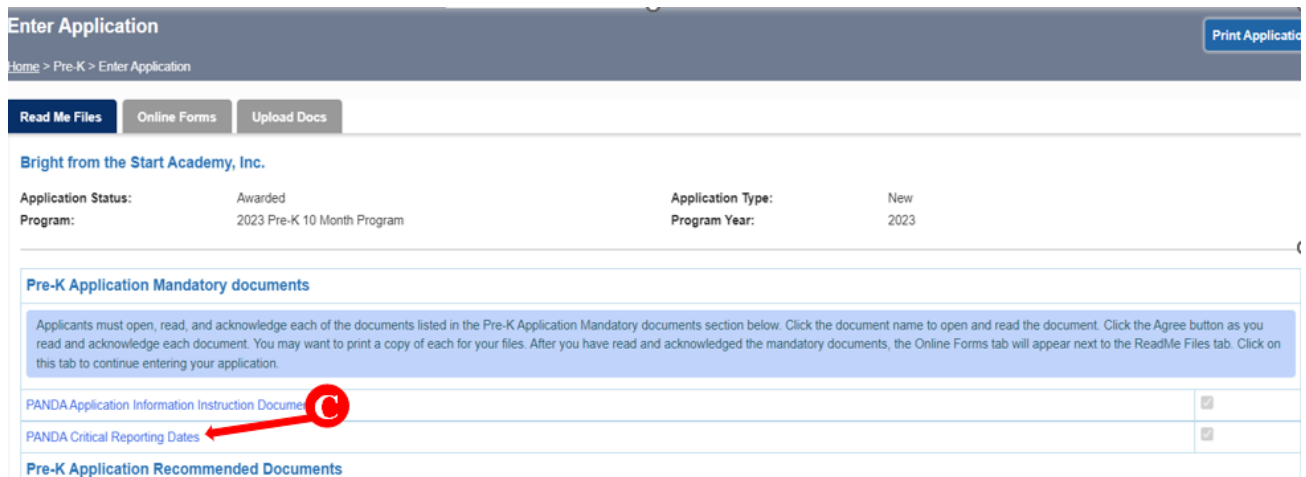 Enter Application
Print Applicatio
Home > Pre-K > Enter Application
Read Me Files Online Forms Upload Docs
Bright from the Start Academy, Inc.
Application Status: Awarded Application Type: New
Program: 2023 Pre-K 10 Month Program Program Year: 2023
Pre-K Application Mandatory documents
Applicants must open, read, and acknowledge each of the documents listed in the Pre-K Application Mandatory documents section below. Click the document name to open and read the document. Click the Agree button as you
read and acknowledge each document. You may want to print a copy of each for your files. After you have read and acknowledged the mandatory documents, the Online Forms tab will appear next to the ReadMe Files tab. Click on
this tab to continue entering your application.
PANDA Application Information Instruction Documen
C
PANDA Critical Reporting Dates
Pre-K Application Recommended Documents